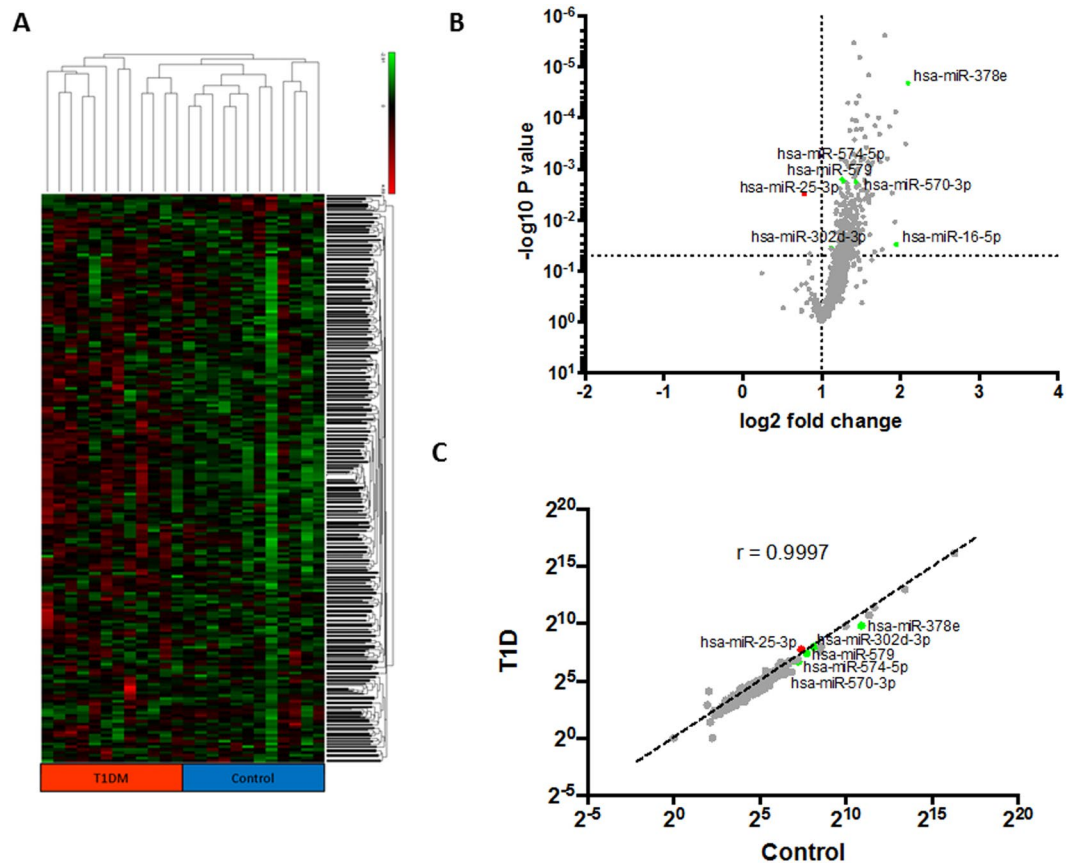 A
0
T1DM
Control
B
10-6
10-5
10-4
10-3
10-2
10-1
100
101
-log10 P value
hsa-miR-378e
hsa-miR-574-5p
hsa-miR-579
hsa-miR-25-3p
hsa-miR-570-3p
hsa-miR-302d-3p
hsa-miR-16-5p
-2
-1
0
1
2
3
4
log2 fold change
C
2^20
2^15
2^10
2^5
2^0
2^-5
T1D
r = 0.9997
hsa-miR-378e
hsa-miR-25-3p
hsa-miR-302d-3p
hsa-miR-579
hsa-miR-574-5p
hsa-miR-570-3p
2^-5
2^0
2^5
2^10
2^15
2^20
Control